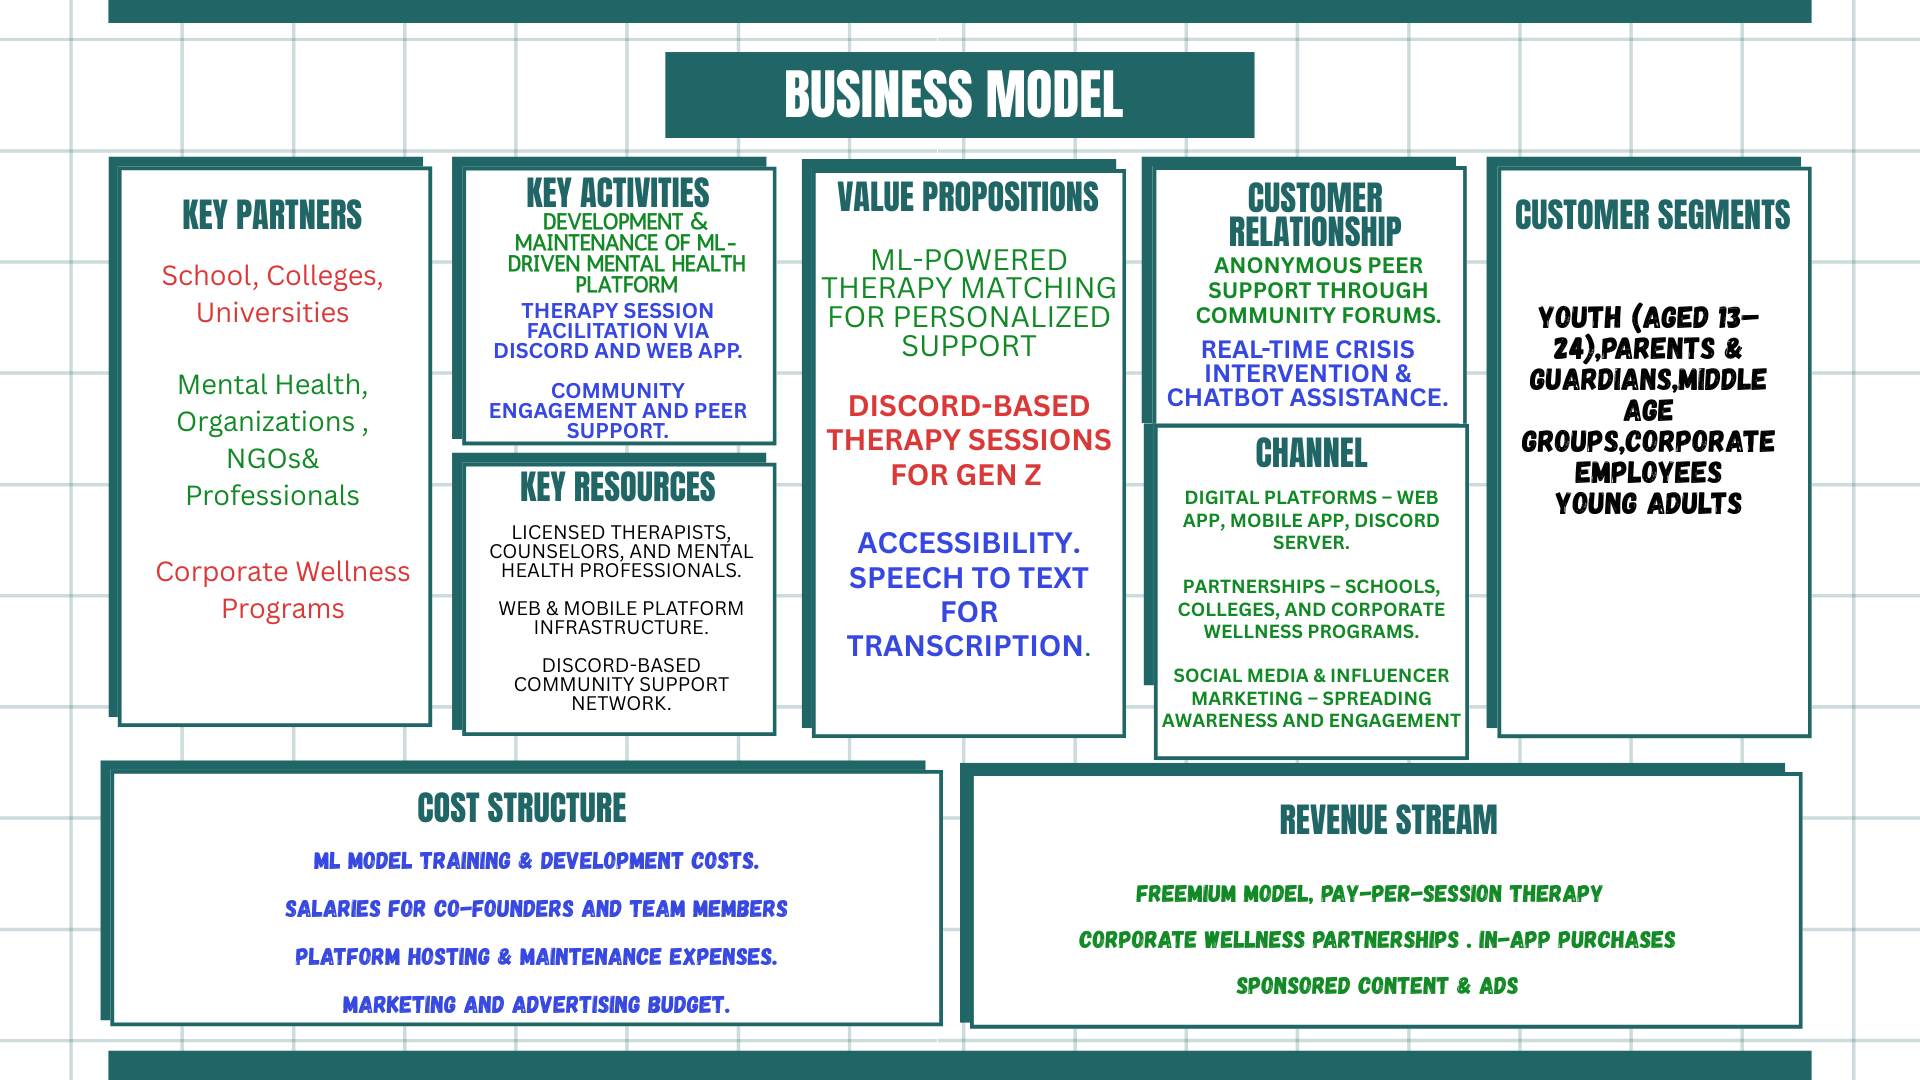 BUSINESS MODEL
KEY PARTNERS
School, Colleges,
Universities
Mental Health,
Organizations ,
NGOs&
Professionals
Corporate Wellness
Programs
KEY ACTIVITIES
DEVELOPMENT &
MAINTENANCE OF ML-
DRIVEN MENTAL HEALTH
PLATFORM
THERAPY SESSION
FACILITATION VIA
DISCORD AND WEB APP.
COMMUNITY
ENGAGEMENT AND PEER
SUPPORT.
KEY RESOURCES
LICENSED THERAPISTS,
COUNSELORS, AND MENTAL
HEALTH PROFESSIONALS.
WEB & MOBILE PLATFORM
INFRASTRUCTURE.
DISCORD-BASED
COMMUNITY SUPPORT
NETWORK.
VALUE PROPOSITIONS
ML-POWERED
THERAPY MATCHING
FOR PERSONALIZED
SUPPORT
DISCORD-BASED
THERAPY SESSIONS
FOR GEN Z
ACCESSIBILITY.
SPEECH TO TEXT
FOR
TRANSCRIPTION.
CUSTOMER
RELATIONSHIP
ANONYMOUS PEER
SUPPORT THROUGH
COMMUNITY FORUMS.
REAL-TIME CRISIS
INTERVENTION &
CHATBOT ASSISTANCE.
CHANNEL
DIGITAL PLATFORMS – WEB
APP, MOBILE APP, DISCORD
SERVER.
PARTNERSHIPS – SCHOOLS,
COLLEGES, AND CORPORATE
WELLNESS PROGRAMS.
SOCIAL MEDIA & INFLUENCER
MARKETING – SPREADING
AWARENESS AND ENGAGEMENT
CUSTOMER SEGMENTS
YOUTH (AGED 13–
24),PARENTS &
GUARDIANS,MIDDLE
AGE
GROUPS,CORPORATE
EMPLOYEES
YOUNG ADULTS
COST STRUCTURE
ML MODEL TRAINING & DEVELOPMENT COSTS.
SALARIES FOR CO-FOUNDERS AND TEAM MEMBERS
PLATFORM HOSTING & MAINTENANCE EXPENSES.
MARKETING AND ADVERTISING BUDGET.
REVENUE STREAM
FREEMIUM MODEL, PAY-PER-SESSION THERAPY
CORPORATE WELLNESS PARTNERSHIPS . IN-APP PURCHASES
SPONSORED CONTENT & ADS